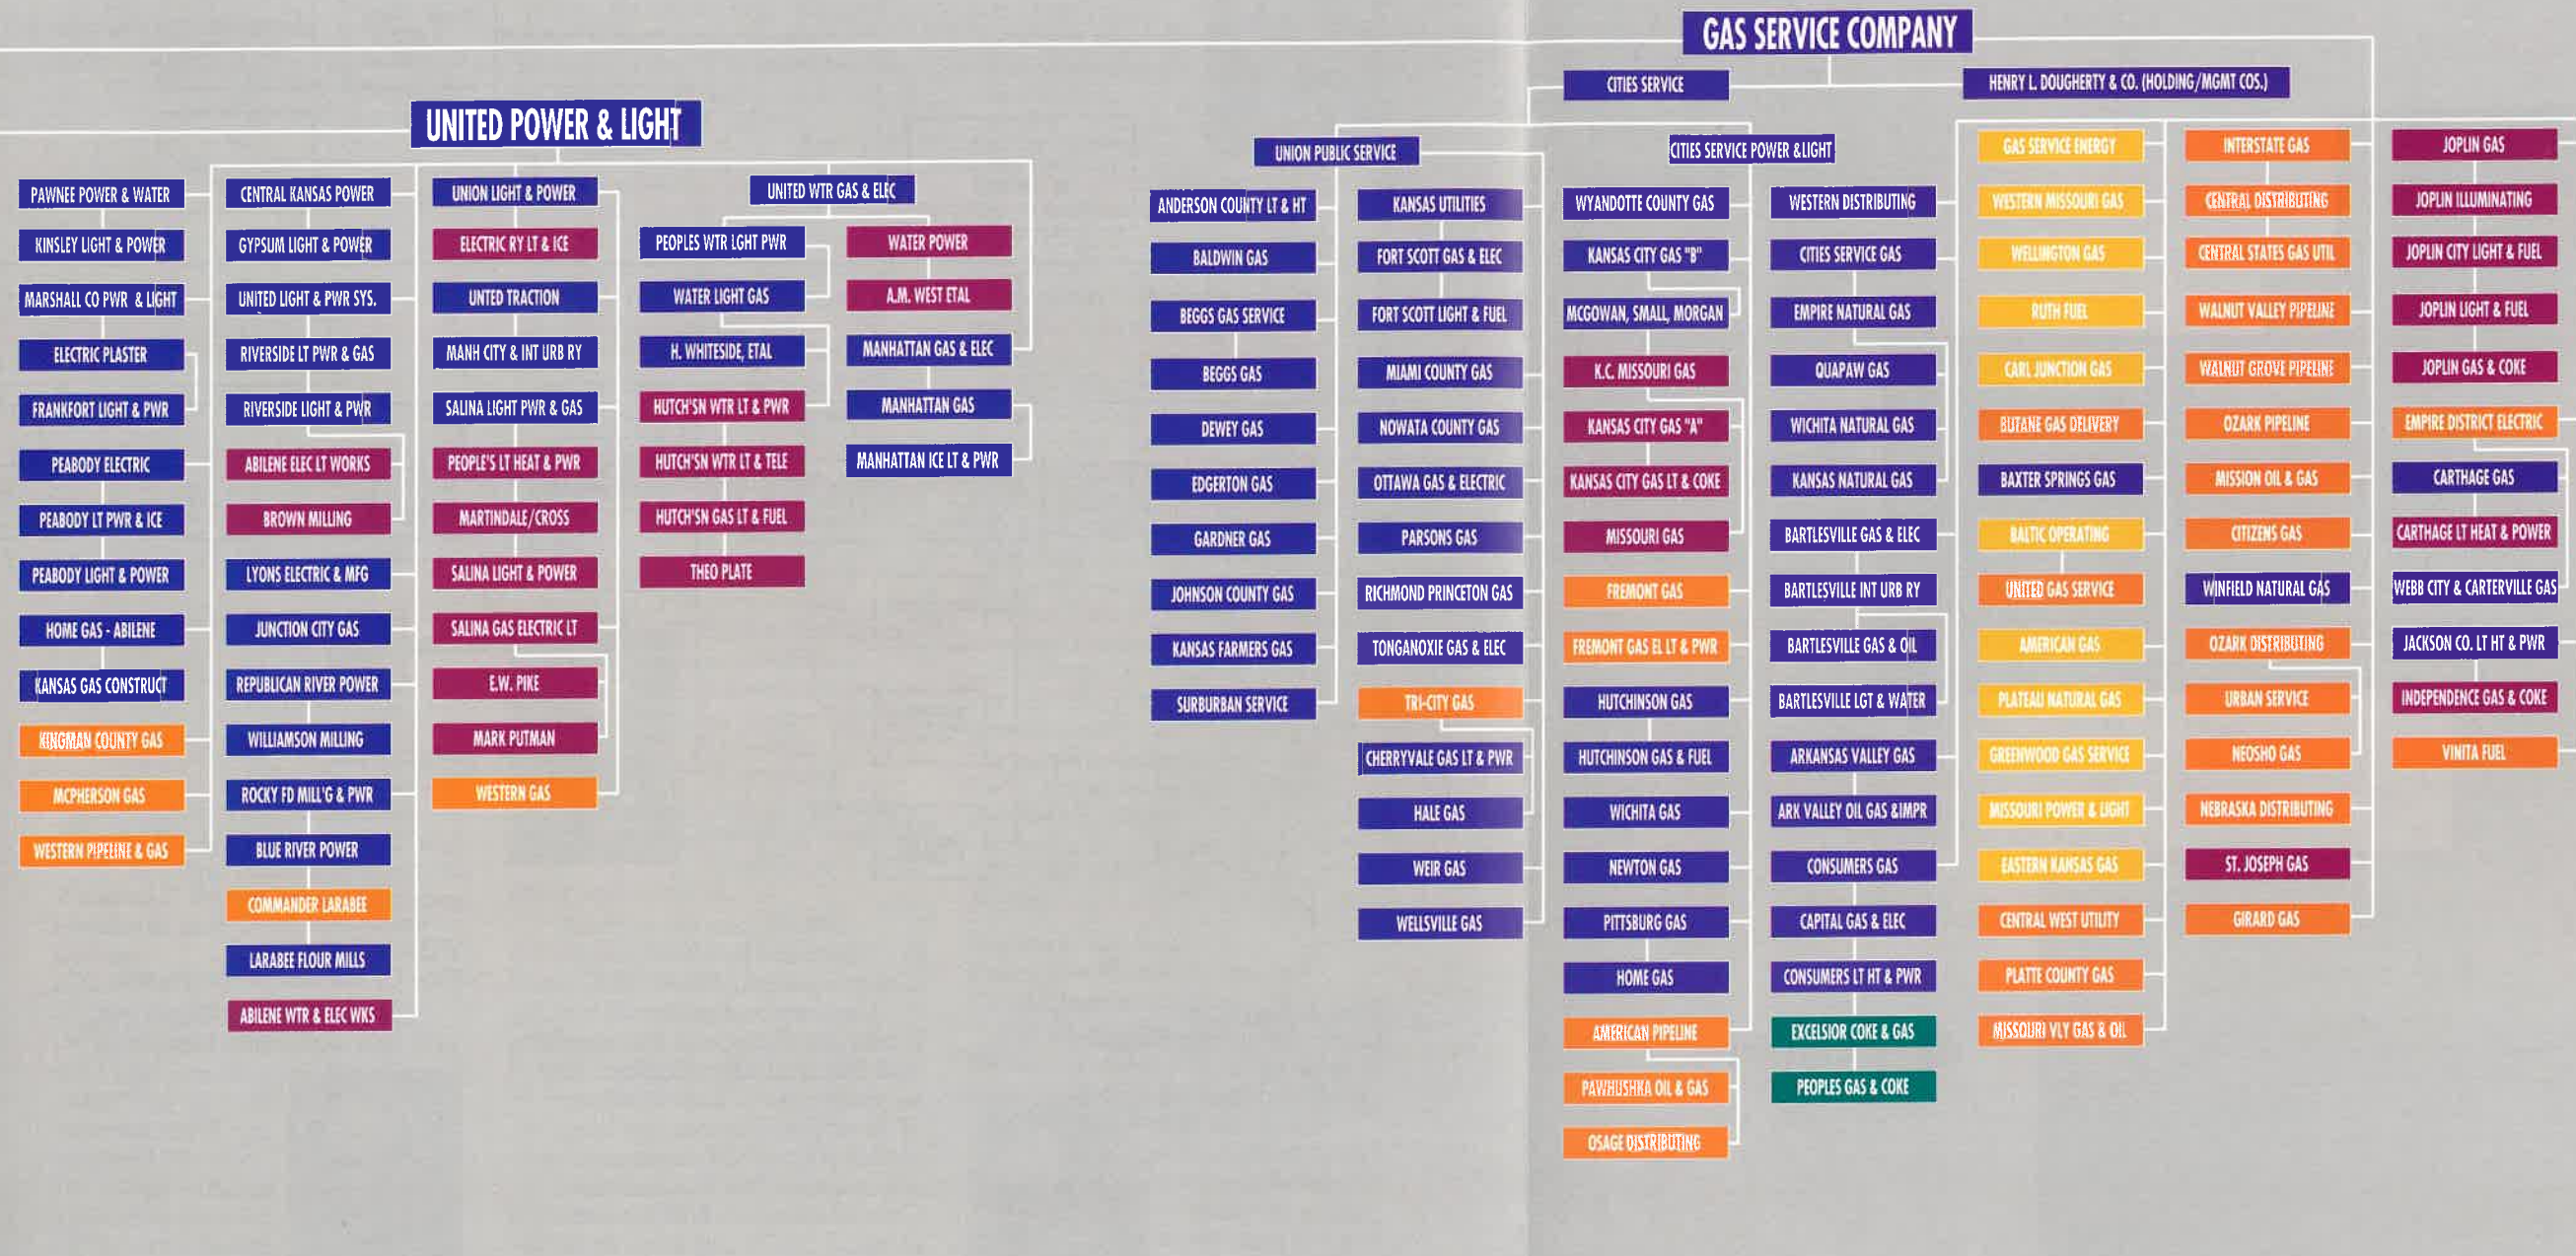 GAS SERVICE COMPANY
CITIES SERVICE
HENRY L. DOUGHERTY & CO. (HOLDING/MGMT COS.)
UNITED POWER & LIGHT
PAWNEE POWER & WATER
KINSLEY LIGHT & POWER
MARSHALL CO PWR & LIGHT
ELECTRIC PLASTER
FRANKFORT LIGHT & PWR
PEABODY ELECTRIC
PEABODY LT PWR & ICE
PEABODY LIGHT & POWER
HOME GAS - ABILENE
KANSAS GAS CONSTRUCT
KINGMAN COUNTY GAS
MCPHERSON GAS
WESTERN PIPELINE & GAS
CENTRAL KANSAS POWER
GYPSUM LIGHT & POWER
UNITED LIGHT & PWR SYS.
RIVERSIDE LT PWR & GAS
RIVERSIDE LIGHT & PWR
ABILENE ELEC LT WORKS
BROWN MILLING
LYONS ELECTRIC & MFG
JUNCTION CITY GAS
REPUBLICAN RIVER POWER
WILLIAMSON MILLING
ROCKY FD MILL'G & PWR
BLUE RIVER POWER
COMMANDER LARABEE
LARABEE FLOUR MILLS
ABILENE WTR & ELEC WKS
UNION LIGHT & POWER
ELECTRIC RY LT & ICE
UNTED TRACTION
MANH CITY & INT URB RY
SALINA LIGHT PWR & GAS
PEOPLE'S LT HEAT & PWR
MARTINDALE/CROSS
SALINA LIGHT & POWER
SALINA GAS ELECTRIC LT
E.W. PIKE
MARK PUTMAN
WESTERN GAS
UNITED WTR GAS & ELEC
PEOPLES WTR LGHT PWR
WATER LIGHT GAS
H. WHITESIDE, ETAL
HUTCH'SN WTR LT & PWR
HUTCH'SN WTR LT & TELE
HUTCH'SN GAS LT & FUEL
THEO PLATE
WATER POWER
A.M. WEST ETAL
MANHATTAN GAS & ELEC
MANHATTAN GAS
MANHATTAN ICE LT & PWR
UNION PUBLIC SERVICE
ANDERSON COUNTY LT & HT
BALDWIN GAS
BEGGS GAS SERVICE
BEGGS GAS
DEWEY GAS
EDGERTON GAS
GARDNER GAS
JOHNSON COUNTY GAS
KANSAS FARMERS GAS
SURBURBAN SERVICE
KANSAS UTILITIES
FORT SCOTT GAS & ELEC
FORT SCOTT LIGHT & FUEL
MIAMI COUNTY GAS
NOWATA COUNTY GAS
OTTAWA GAS & ELECTRIC
PARSONS GAS
RICHMOND PRINCETON GAS
TONGANOXIE GAS & ELEC
TRI-CITY GAS
CHERRYVALE GAS LT & PWR
HALE GAS
WEIR GAS
WELLSVILLE GAS
CITIES SERVICE POWER &LIGHT
WYANDOTTE COUNTY GAS
KANSAS CITY GAS "B"
MCGOWAN, SMALL, MORGAN
K.C. MISSOURI GAS
KANSAS CITY GAS "A"
KANSAS CITY GAS LT & COKE
MISSOURI GAS
FREMONT GAS
FREMONT GAS EL LT & PWR
HUTCHINSON GAS
HUTCHINSON GAS & FUEL
WICHITA GAS
NEWTON GAS
PITTSBURG GAS
HOME GAS
AMERICAN PIPELINE
PAWHUSHKA OIL & GAS
OSAGE DISTRIBUTING
WESTERN DISTRIBUTING
CITIES SERVICE GAS
EMPIRE NATURAL GAS
QUAPAW GAS
WICHITA NATURAL GAS
KANSAS NATURAL GAS
BARTLESVILLE GAS & ELEC
BARTLESVILLE INT URB RY
BARTLESVILLE GAS & OIL
BARTLESVILLE LGT & WATER
ARKANSAS VALLEY GAS
ARK VALLEY OIL GAS &IMPR
CONSUMERS GAS
CAPITAL GAS & ELEC
CONSUMERS LT HT & PWR
EXCELSIOR COKE & GAS
PEOPLES GAS & COKE
GAS SERVICE ENERGY
WESTERN MISSOURI GAS
WELLINGTON GAS
RUTH FUEL
CARL JUNCTION GAS
BUTANE GAS DELIVERY
BAXTER SPRINGS GAS
BALTIC OPERATING
UNITED GAS SERVICE
AMERICAN GAS
PLATEAU NATURAL GAS
GREENWOOD GAS SERVICE
MISSOURI POWER & LIGHT
EASTERN KANSAS GAS
CENTRAL WEST UTILITY
PLATTE COUNTY GAS
MISSOURI VLY GAS & OIL
INTERSTATE GAS
CENTRAL DISTRIBUTING
CENTRAL STATES GAS UTIL
WALNUT VALLEY PIPELINE
WALNUT GROVE PIPELINE
OZARK PIPELINE
MISSION OIL & GAS
CITIZENS GAS
WINFIELD NATURAL GAS
OZARK DISTRIBUTING
URBAN SERVICE
NEOSHO GAS
NEBRASKA DISTRIBUTING
ST. JOSEPH GAS
GIRARD GAS
JOPLIN GAS
JOPLIN ILLUMINATING
JOPLIN CITY LIGHT & FUEL
JOPLIN LIGHT & FUEL
JOPLIN GAS & COKE
EMPIRE DISTRICT ELECTRIC
CARTHAGE GAS
CARTHAGE LT HEAT & POWER
WEBB CITY & CARTERVILLE GAS
JACKSON CO. LT HT & PWR
INDEPENDENCE GAS & COKE
VINITA FUEL